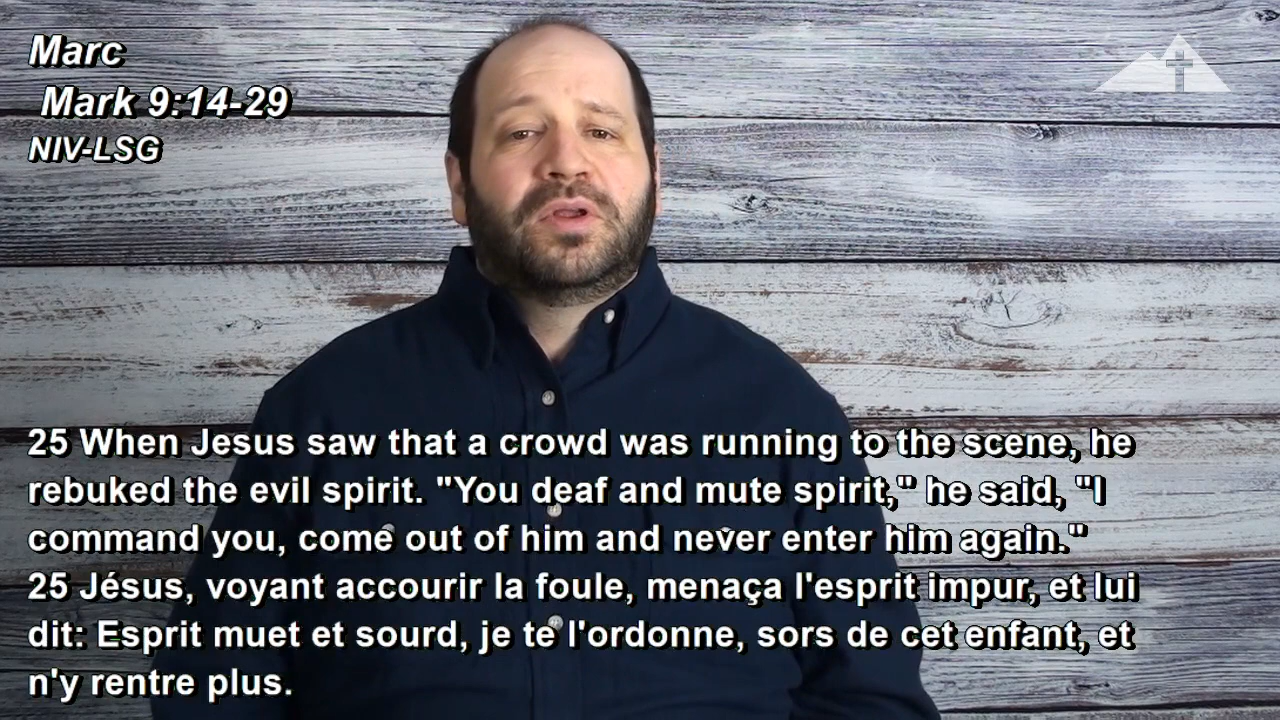 Marc
Mark 9:14-29
NIV-LSG
25 When Jesus saw that a crowd was running to the scene, he
rebuked the evil spirit. "You deaf and mute spirit," he said, "I
command you, come out of him and never enter him again."
25 Jésus, voyant accourir la foule, menaça l'esprit impur, et lui
dit: Esprit muet et sourd, je te l'ordonne, sors de cet enfant, et
n'y rentre plus.